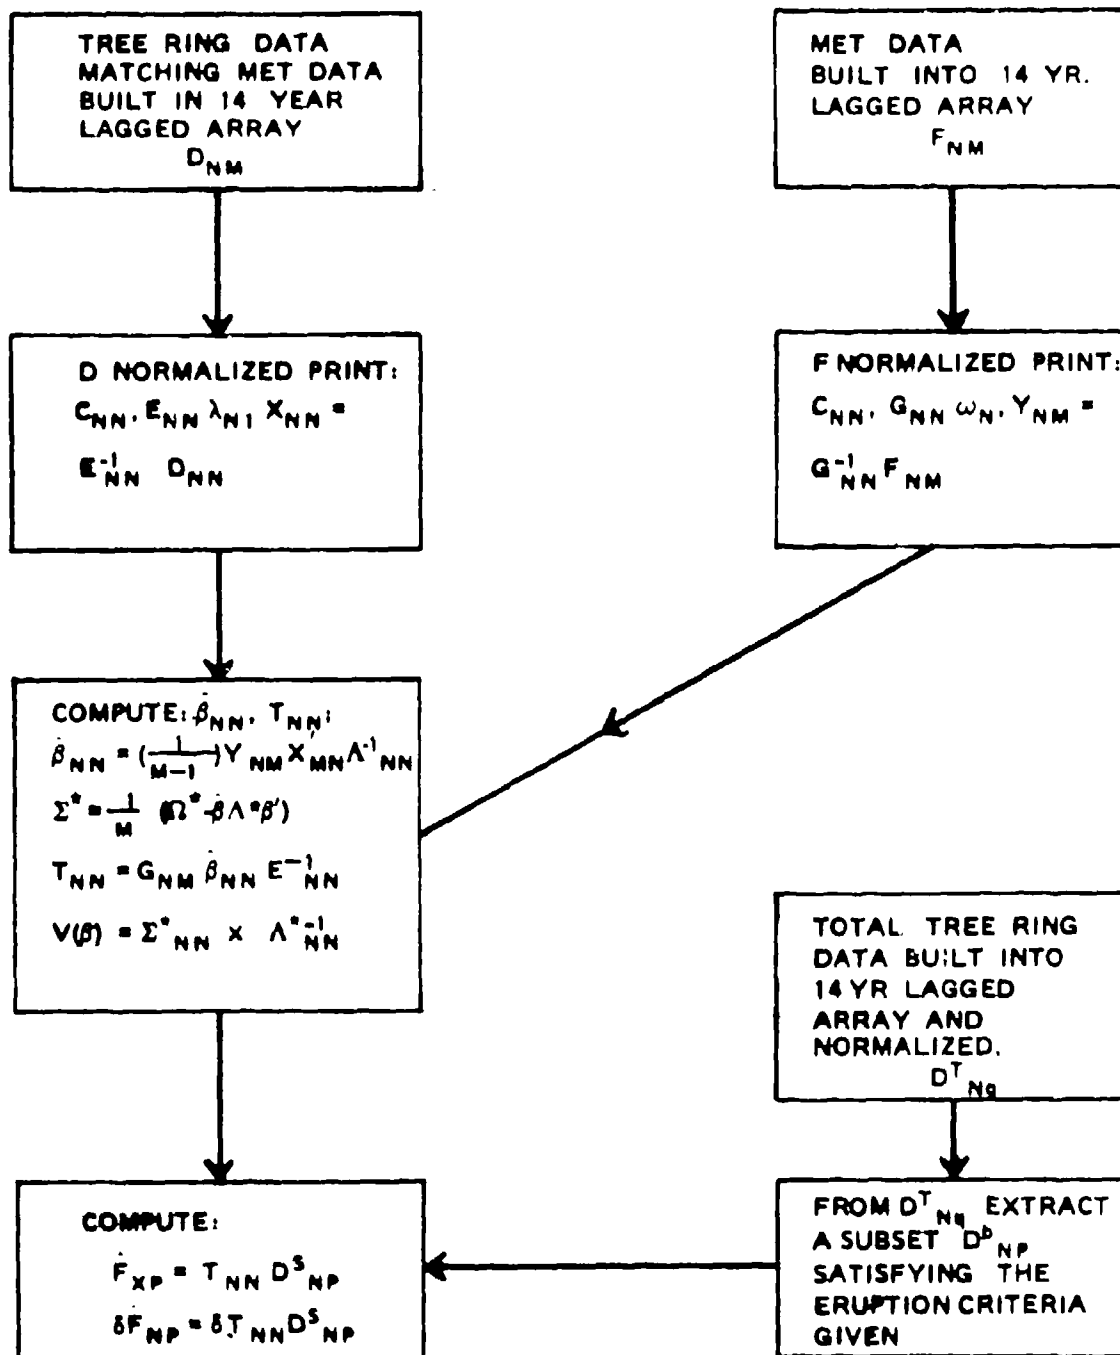 TREE RING DATA
MATCHING MET DATA
BUILT IN 14 YEAR
LAGGED ARRAY
D_NM
MET DATA
BUILT INTO 14 YR.
LAGGED ARRAY
F_NM
D NORMALIZED PRINT:
C_NN, E_NN λ_N1 X_NN =
E^-1_NN D_NN
F NORMALIZED PRINT:
C_NN, G_NN ω_N, Y_NM =
G^-1_NN F_NM
COMPUTE: β̇_NN, T_NN:
β̇_NN = (1/M-1) Y_NM X'_MN Λ^-1_NN
Σ* = 1/M (Ω* - β̇Λ*β')
T_NN = G_NM β̇_NN E^-1_NN
V(β) = Σ*_NN × Λ*^-1_NN
TOTAL TREE RING
DATA BUILT INTO
14 YR LAGGED
ARRAY AND
NORMALIZED.
D^T_Nq
FROM D^T_Nq EXTRACT
A SUBSET D^b_NP
SATISFYING THE
ERUPTION CRITERIA
GIVEN
COMPUTE:
Ḟ_XP = T_NN D^S_NP
δḞ_NP = δT_NN D^S_NP